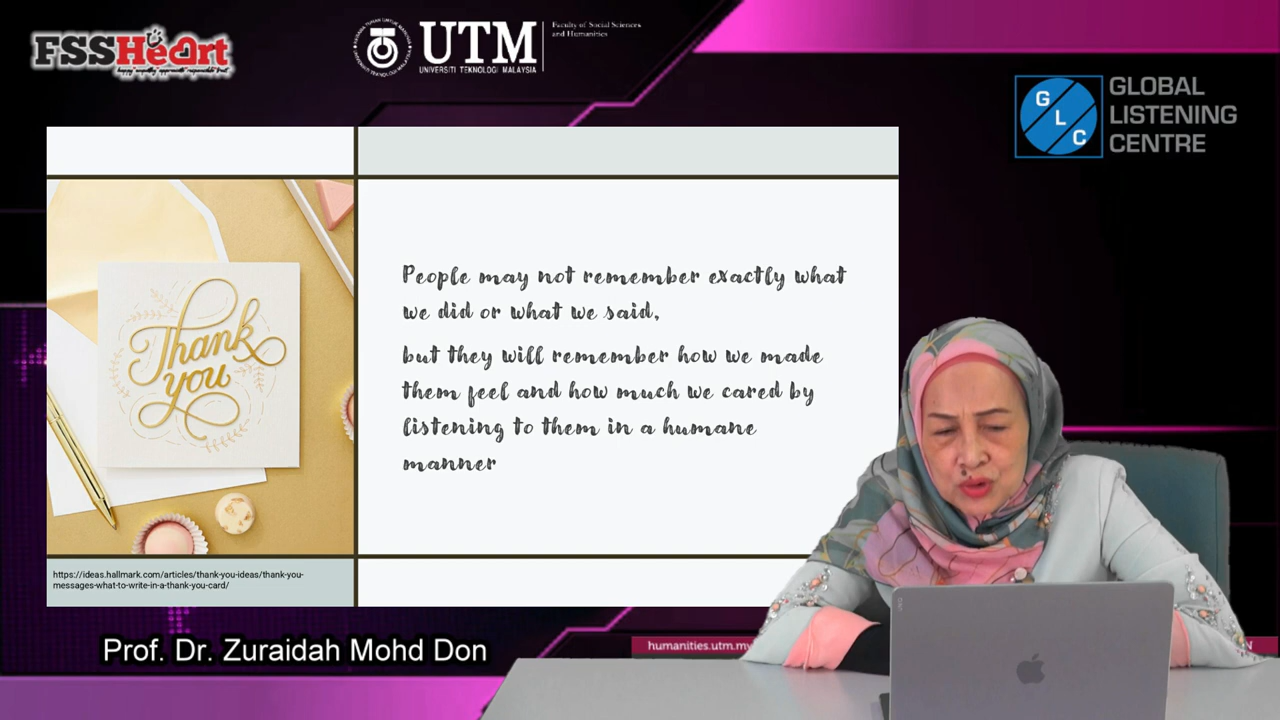 FSSHeart
UTM
UNIVERSITI TEKNOLOGI MALAYSIA
Faculty of Social Sciences
and Humanities
GLC
GLOBAL
LISTENING
CENTRE
Thank
you
People may not remember exactly what
we did or what we said,
but they will remember how we made
them feel and how much we cared by
listening to them in a humane
manner
https://ideas.hallmark.com/articles/thank-you-ideas/thank-you-
messages-what-to-write-in-a-thank-you-card/
Prof. Dr. Zuraidah Mohd Don
humanities.utm.my